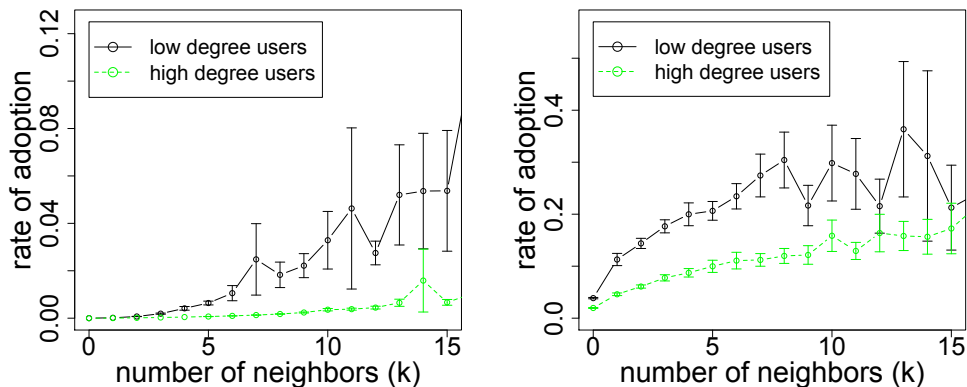 low degree users
high degree users
rate of adoption
0.00 0.04 0.08 0.12
0 5 10 15
number of neighbors (k)
low degree users
high degree users
rate of adoption
0 0.2 0.4
0 5 10 15
number of neighbors (k)